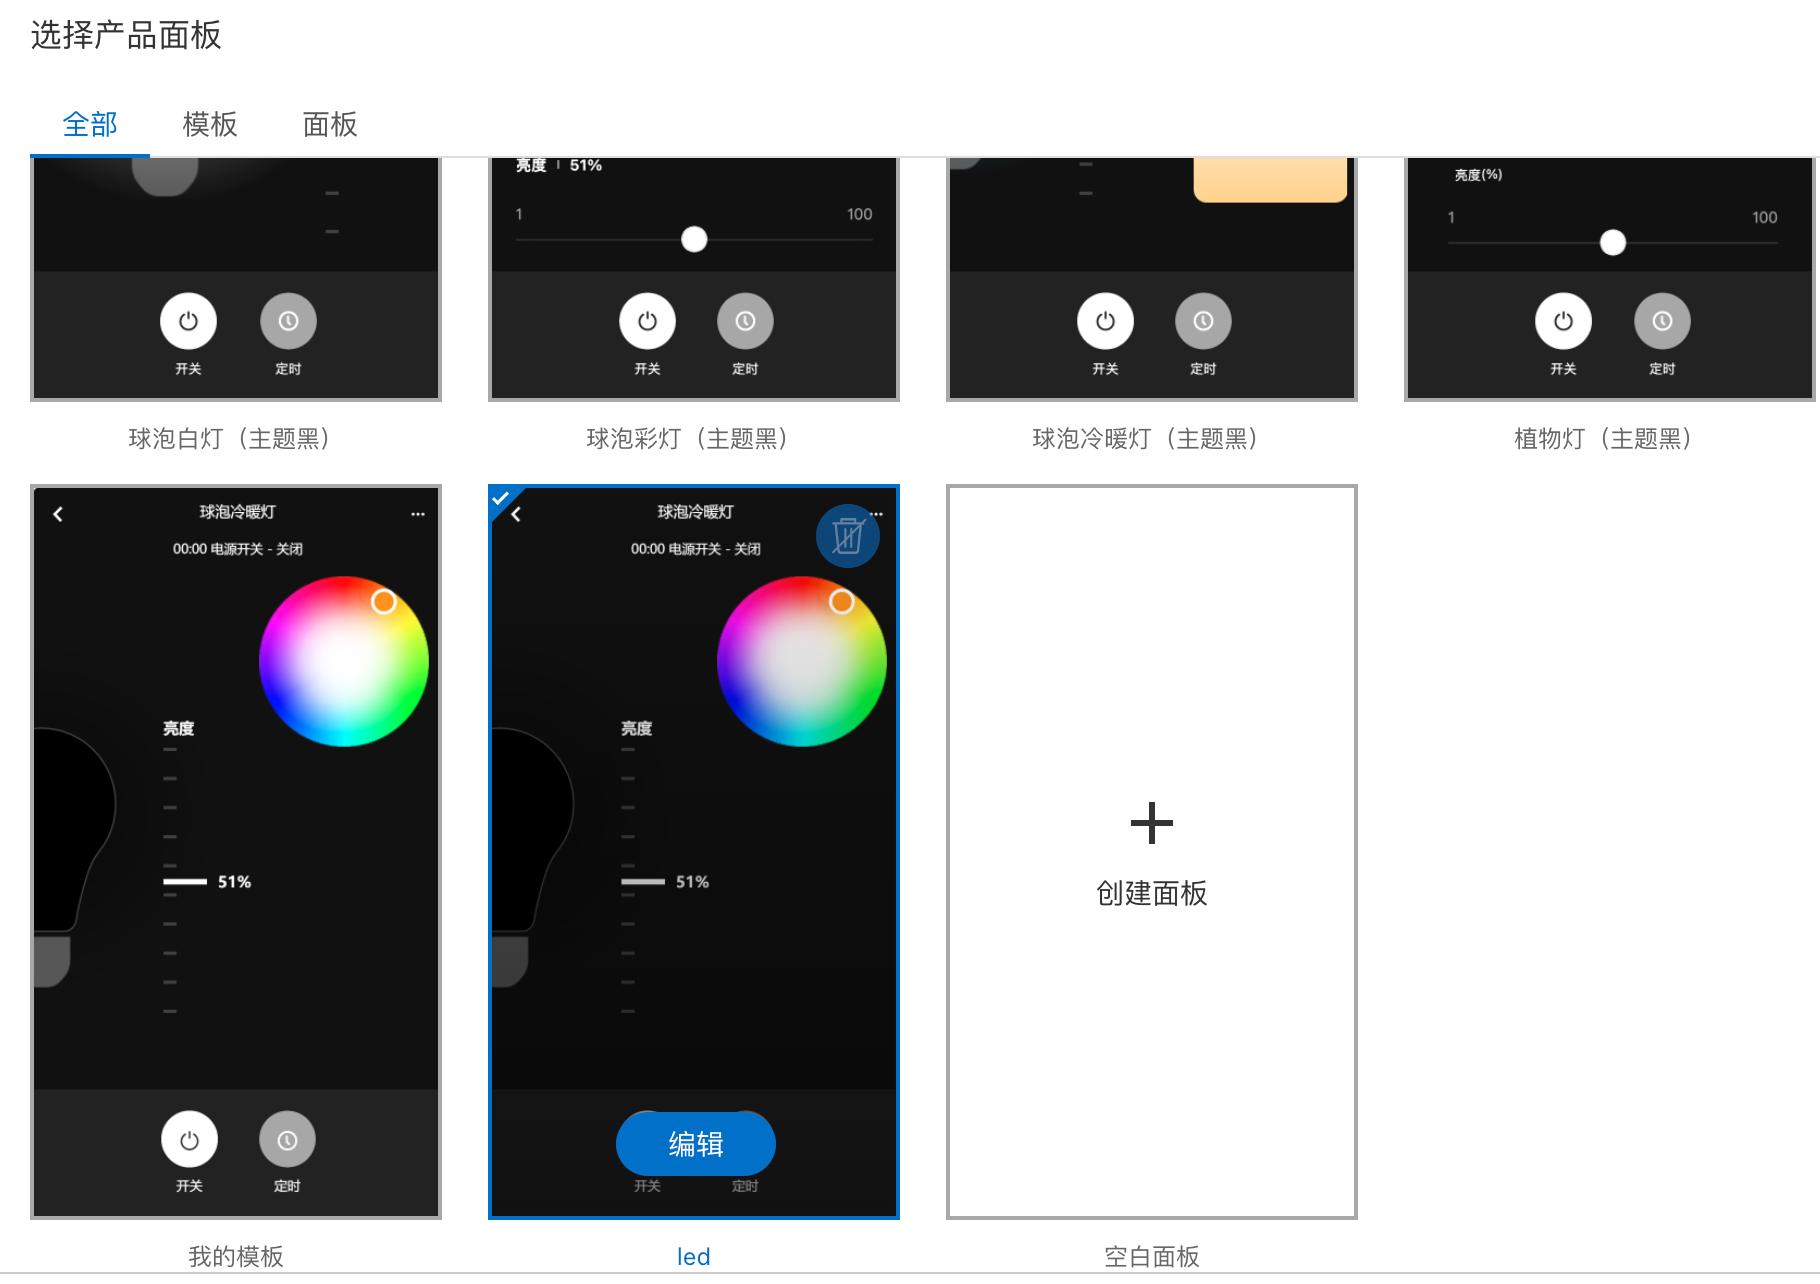 选择产品面板
全部 模板 面板
亮度 | 51%
亮度(%)
1 100
1 100
开关 定时
开关 定时
开关 定时
开关 定时
球泡白灯（主题黑）
球泡彩灯（主题黑）
球泡冷暖灯（主题黑）
植物灯（主题黑）
球泡冷暖灯
00:00 电源开关 - 关闭
亮度
51%
开关 定时
我的模板
球泡冷暖灯
00:00 电源开关 - 关闭
亮度
51%
编辑
开关 定时
led
创建面板
空白面板